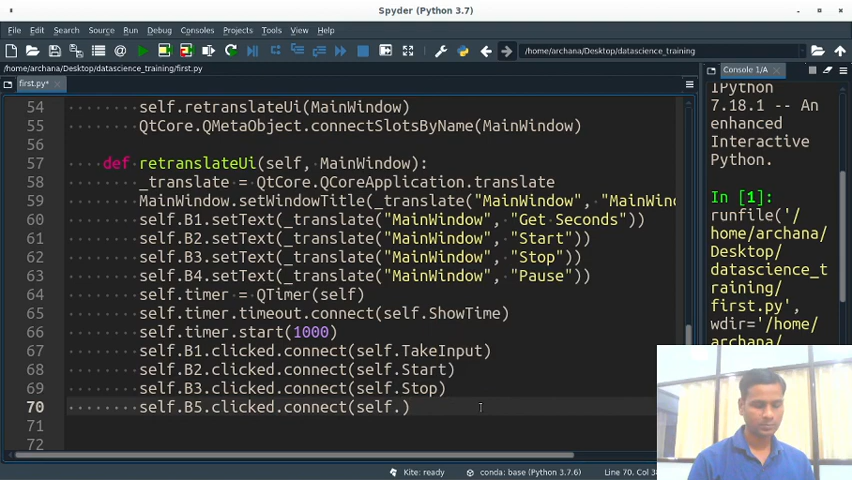 Spyder (Python 3.7)
File Edit Search Source Run Debug Consoles Projects Tools View Help
/home/archana/Desktop/datascience_training
/home/archana/Desktop/datascience_training/first.py
first.py*
Console 1/A
54 self.retranslateUi(MainWindow)
55 QtCore.QMetaObject.connectSlotsByName(MainWindow)
56
57 def retranslateUi(self, MainWindow):
58 _translate = QtCore.QCoreApplication.translate
59 MainWindow.setWindowTitle(_translate("MainWindow", "MainWind
60 self.B1.setText(_translate("MainWindow", "Get Seconds"))
61 self.B2.setText(_translate("MainWindow", "Start"))
62 self.B3.setText(_translate("MainWindow", "Stop"))
63 self.B4.setText(_translate("MainWindow", "Pause"))
64 self.timer = QTimer(self)
65 self.timer.timeout.connect(self.ShowTime)
66 self.timer.start(1000)
67 self.B1.clicked.connect(self.TakeInput)
68 self.B2.clicked.connect(self.Start)
69 self.B3.clicked.connect(self.Stop)
70 self.B5.clicked.connect(self.)
71
72
IPython
7.18.1 -- An
enhanced
Interactive
Python.
In [1]:
runfile('/
home/archana/
Desktop/
datascience_t
raining/
first.py',
wdir='/home/
archana/
Kite: ready
conda: base (Python 3.7.6)